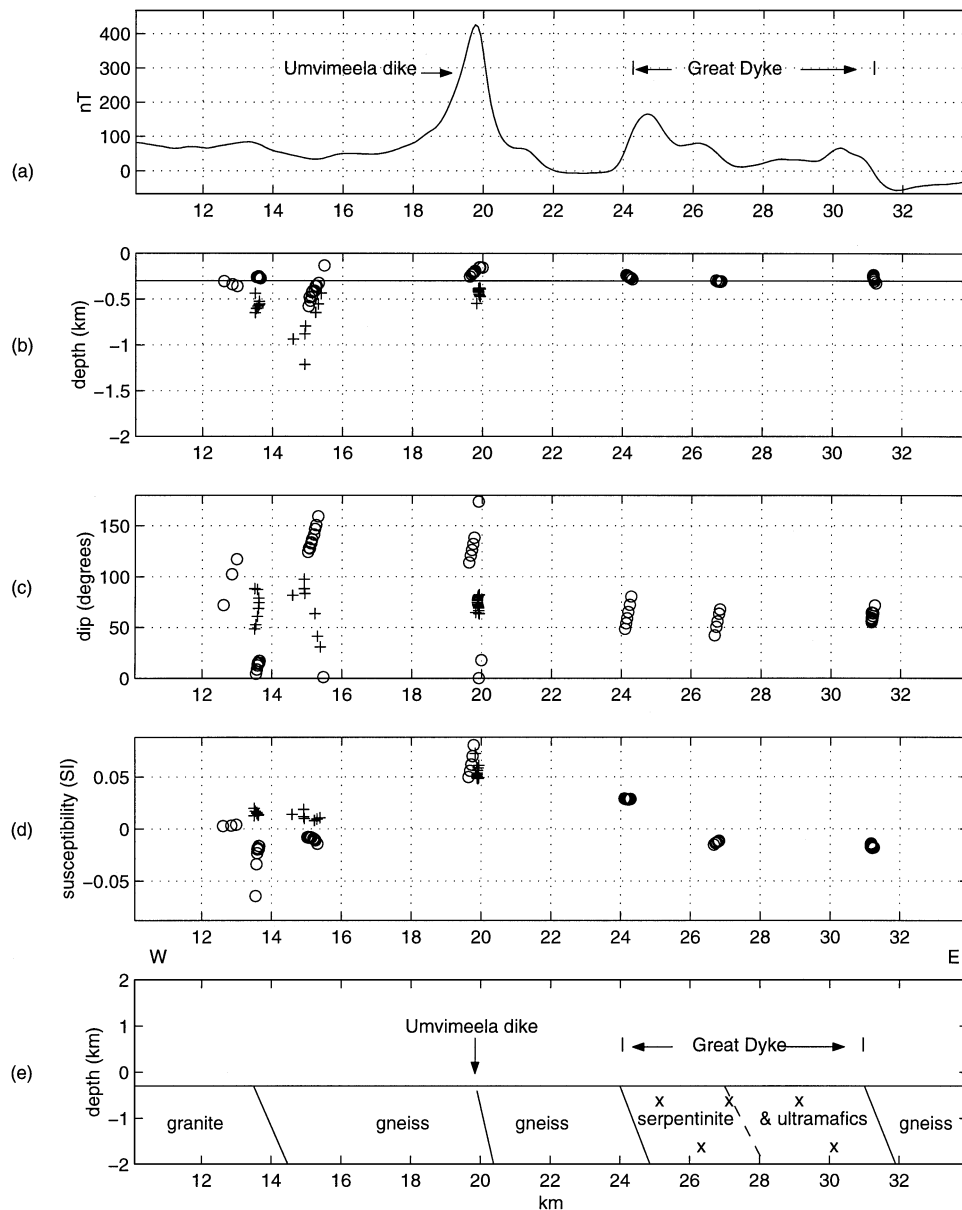 400
300
200
100
0
nT
Umvimeela dike
Great Dyke
(a)
12 14 16 18 20 22 24 26 28 30 32
0
−0.5
−1
−1.5
−2
depth (km)
(b)
12 14 16 18 20 22 24 26 28 30 32
150
100
50
0
dip (degrees)
(c)
12 14 16 18 20 22 24 26 28 30 32
0.05
0
−0.05
susceptibility (SI)
(d)
12 14 16 18 20 22 24 26 28 30 32
W E
2
1
0
−1
−2
depth (km)
(e)
Umvimeela dike
Great Dyke
x x x
granite gneiss gneiss serpentinite & ultramafics gneiss
x x
12 14 16 18 20 22 24 26 28 30 32
km